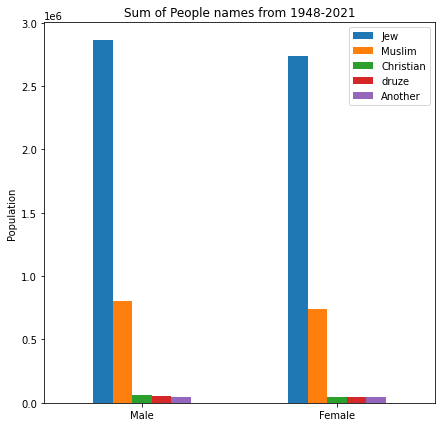 Sum of People names from 1948-2021
1e6
3.0
2.5
2.0
1.5
1.0
0.5
0.0
Population
Jew
Muslim
Christian
druze
Another
Male
Female